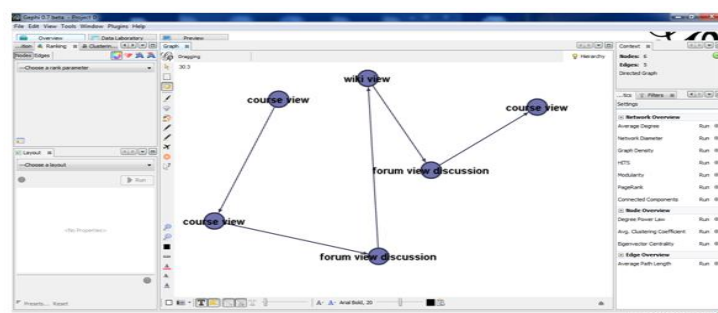 Gephi 0.7 beta - Project 0
File Edit View Tools Window Plugins Help
Overview Data Laboratory Preview
Ranking Clusterin...
Nodes Edges
---Choose a rank parameter
Layout
---Choose a layout
Run
<No Properties>
Presets... Reset
Graph
Dragging
Hierarchy
course view
wiki view
course view
forum view discussion
course view
forum view discussion
Arial Bold, 20
Context
Nodes: 6
Edges: 5
Directed Graph
Filters
Settings
Network Overview
Average Degree Run
Network Diameter Run
Graph Density Run
HITS Run
Modularity Run
PageRank Run
Connected Components Run
Node Overview
Degree Power Law Run
Avg. Clustering Coefficient Run
Eigenvector Centrality Run
Edge Overview
Average Path Length Run